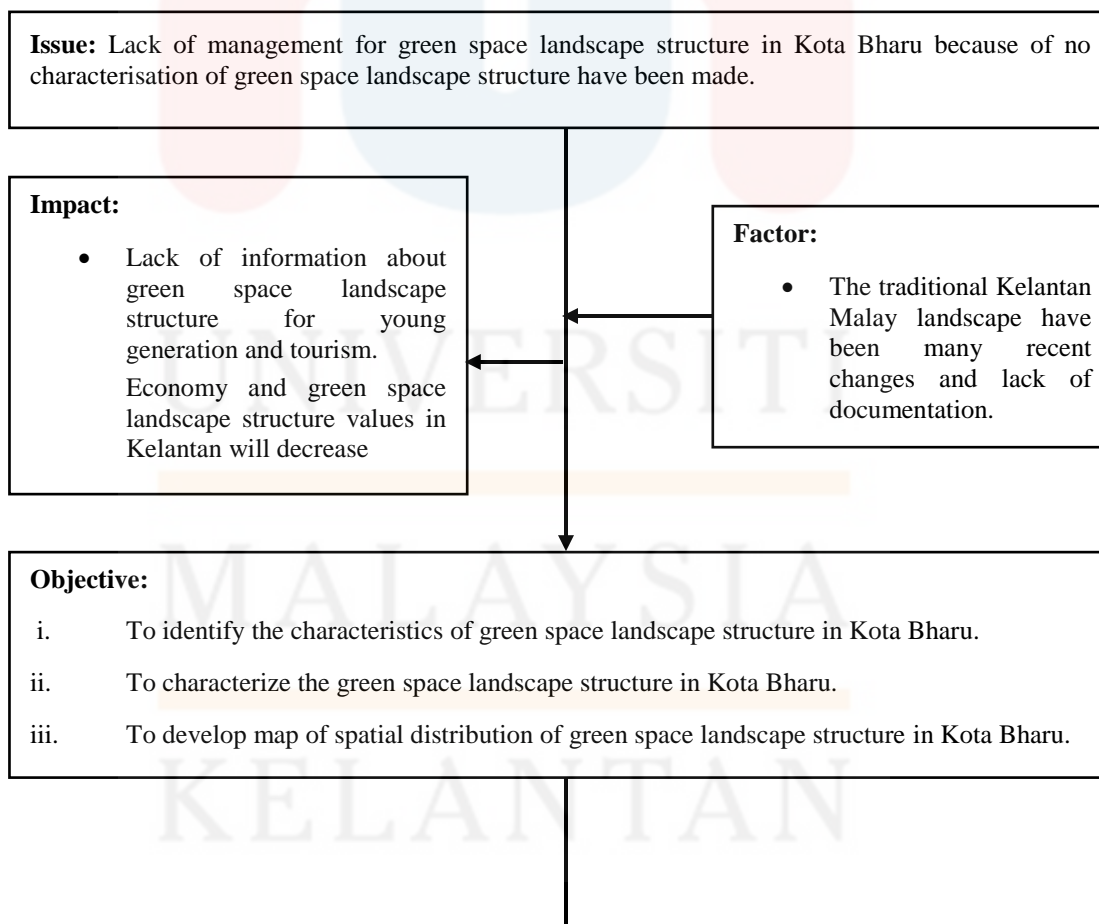 Issue: Lack of management for green space landscape structure in Kota Bharu because of no
characterisation of green space landscape structure have been made.
Impact:
• Lack of information about
green space landscape
structure for young
generation and tourism.
Economy and green space
landscape structure values in
Kelantan will decrease
Factor:
• The traditional Kelantan
Malay landscape have
been many recent
changes and lack of
documentation.
Objective:
i. To identify the characteristics of green space landscape structure in Kota Bharu.
ii. To characterize the green space landscape structure in Kota Bharu.
iii. To develop map of spatial distribution of green space landscape structure in Kota Bharu.
UNIVERSITI
MALAYSIA
KELANTAN